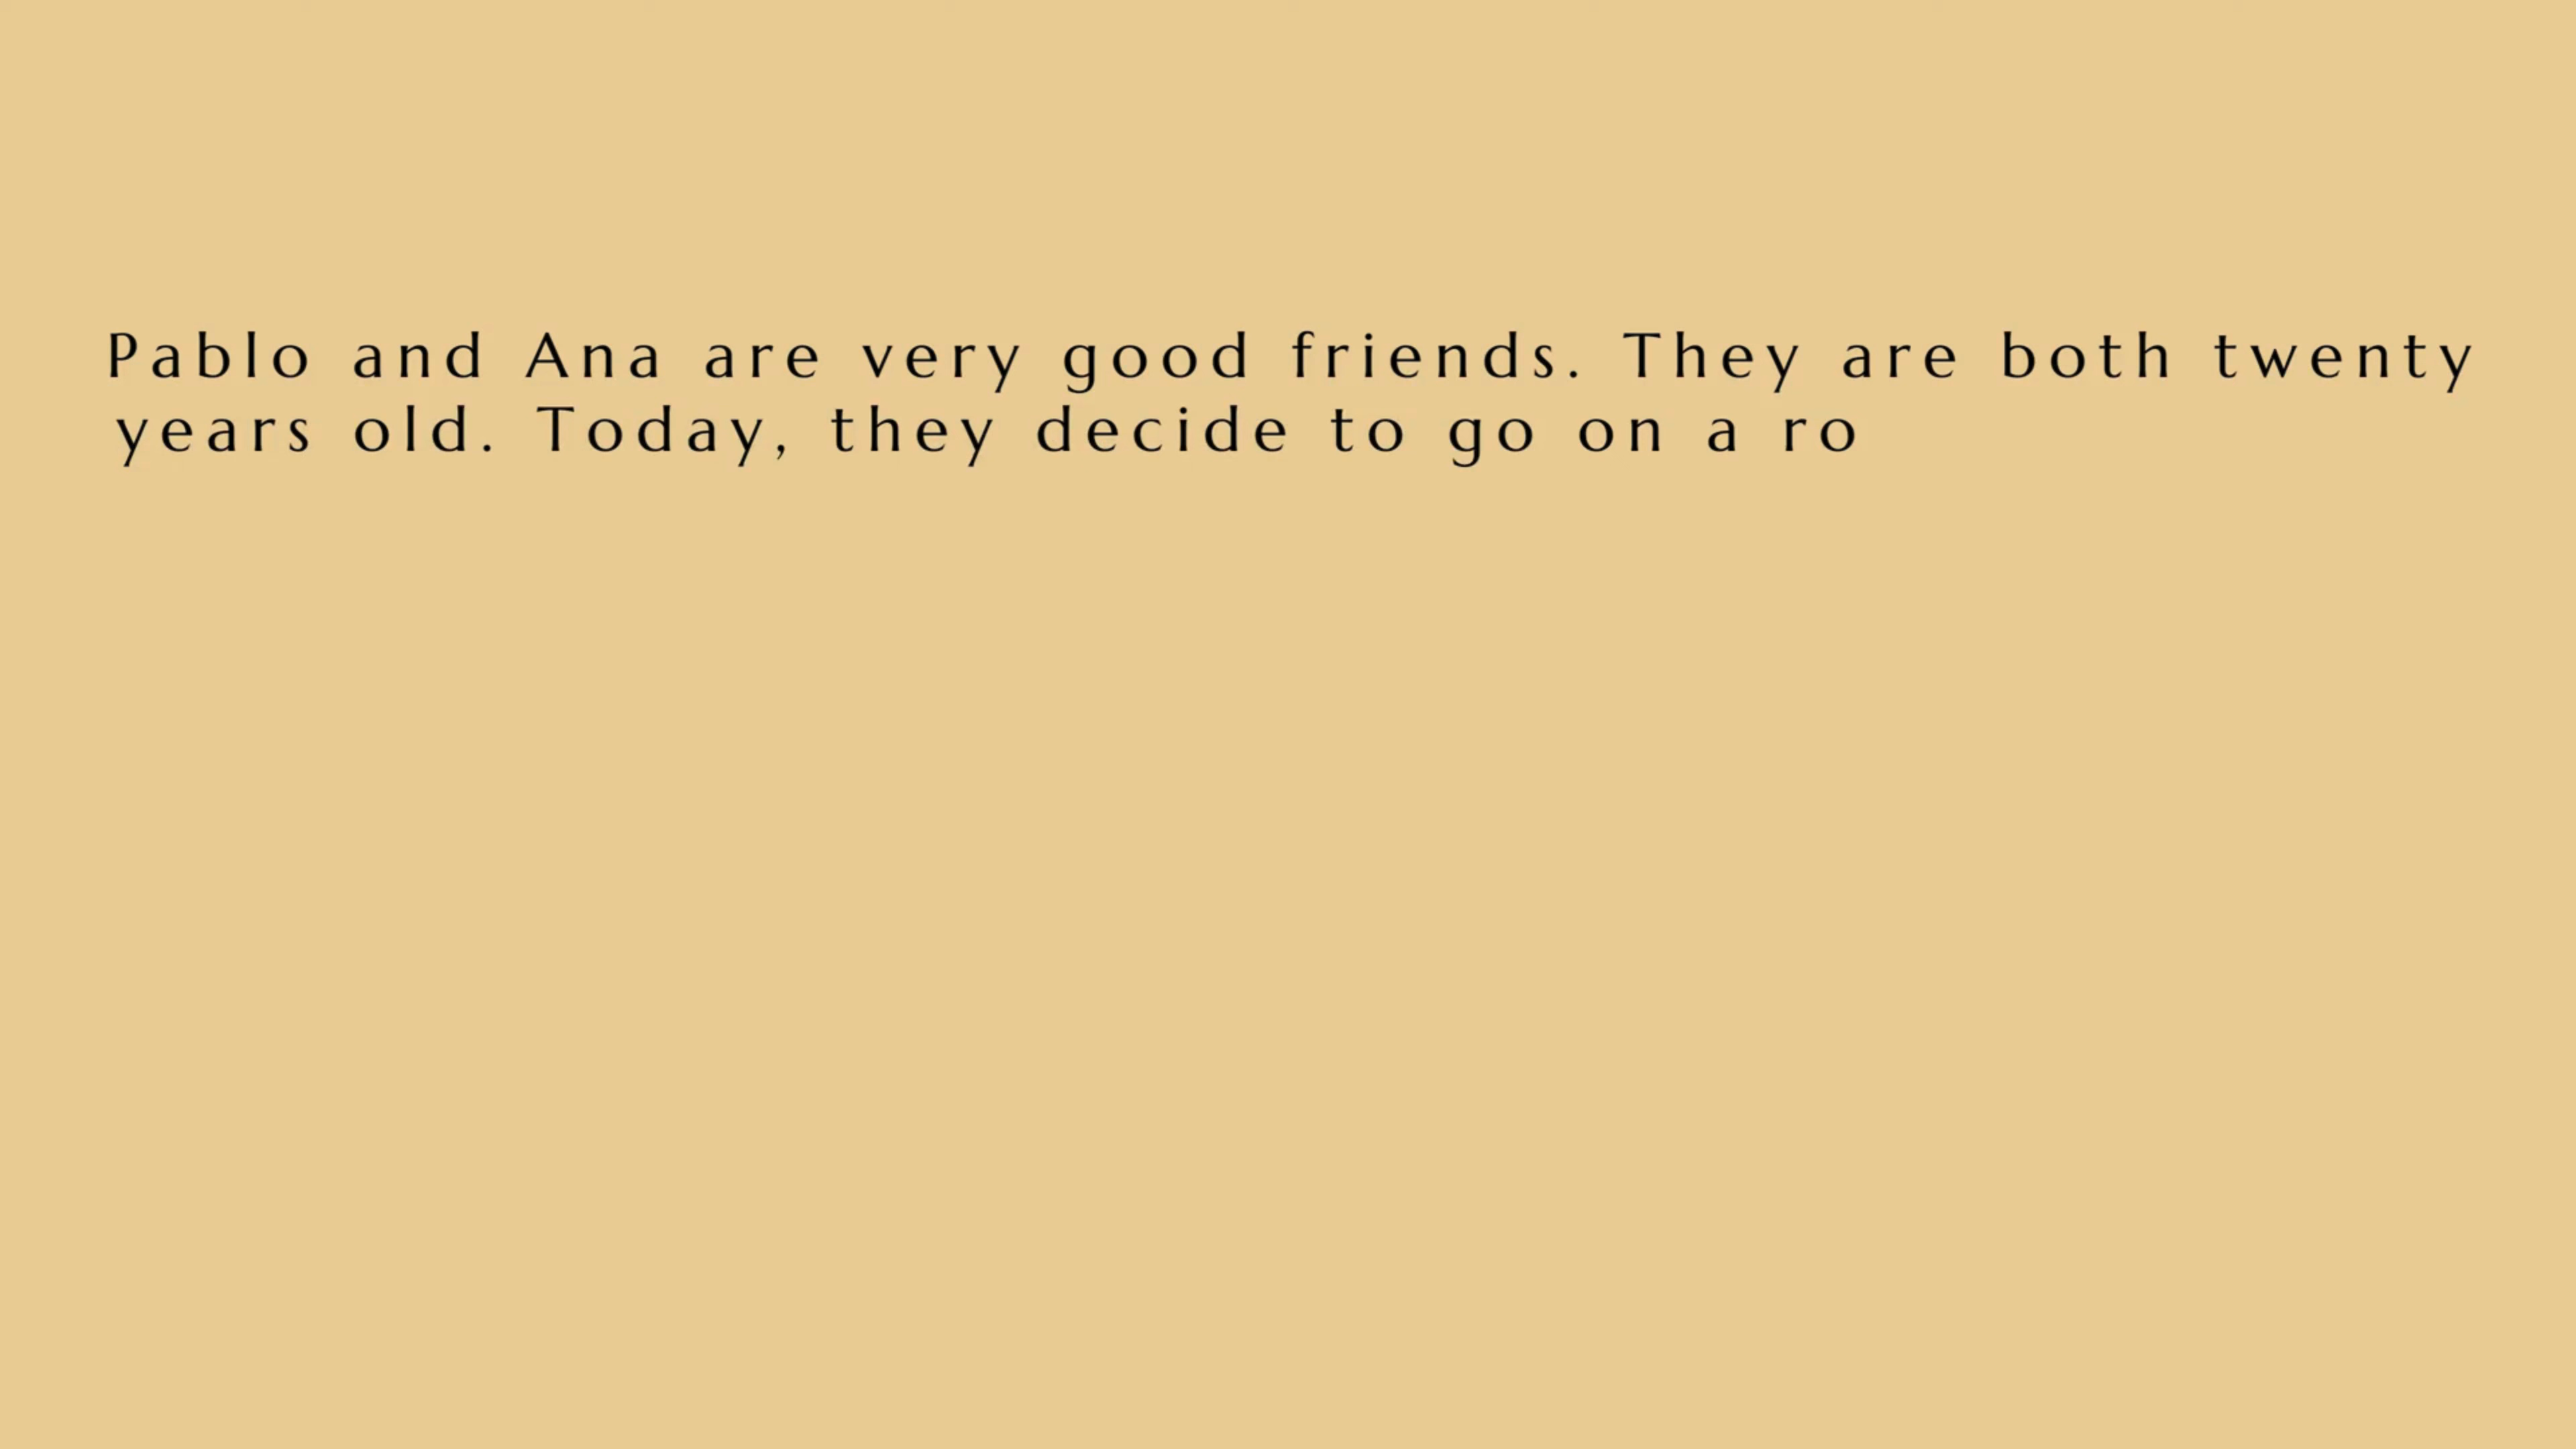 Pablo and Ana are very good friends. They are both twenty
years old. Today, they decide to go on a ro